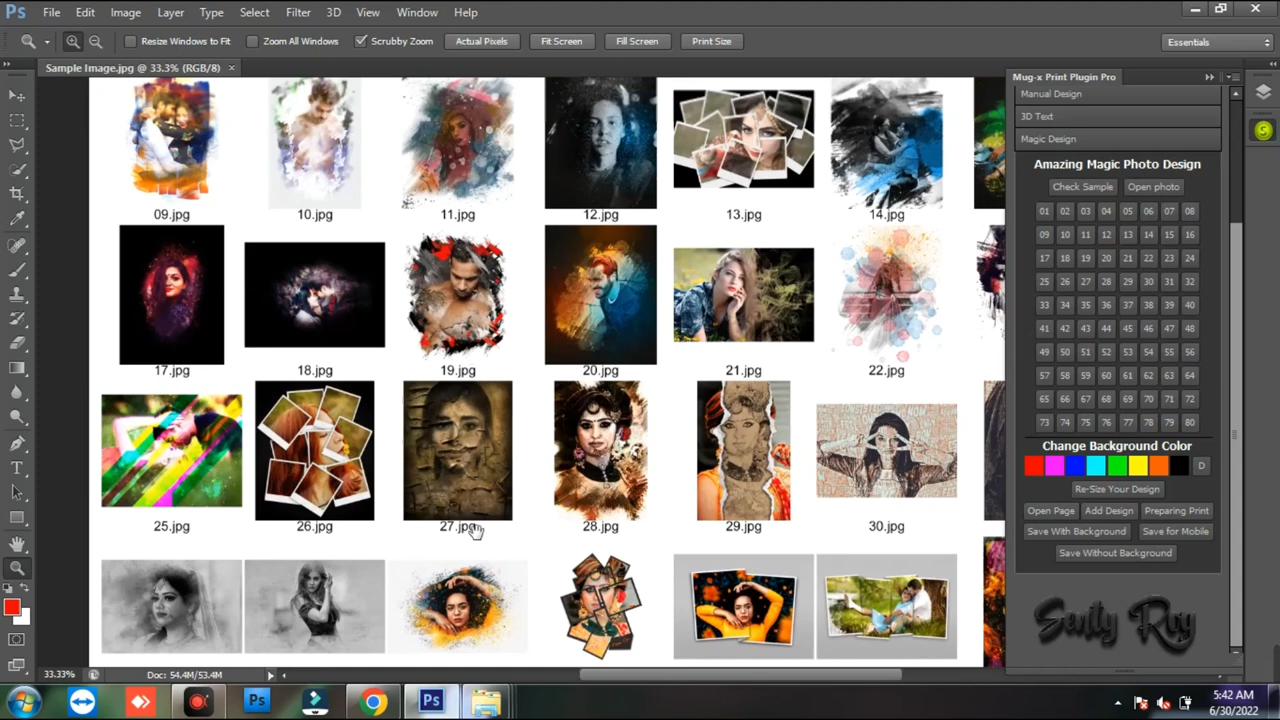 Ps File Edit Image Layer Type Select Filter 3D View Window Help
Resize Windows to Fit Zoom All Windows Scrubby Zoom Actual Pixels Fit Screen Fill Screen Print Size Essentials
Sample Image.jpg @ 33.3% (RGB/8) ×
Mug-x Print Plugin Pro
Manual Design
3D Text
Magic Design
Amazing Magic Photo Design
Check Sample Open photo
01 02 03 04 05 06 07 08
09 10 11 12 13 14 15 16
17 18 19 20 21 22 23 24
25 26 27 28 29 30 31 32
33 34 35 36 37 38 39 40
41 42 43 44 45 46 47 48
49 50 51 52 53 54 55 56
57 58 59 60 61 62 63 64
65 66 67 68 69 70 71 72
73 74 75 76 77 78 79 80
Change Background Color
D
Re-Size Your Design
Open Page Add Design Preparing Print
Save With Background Save for Mobile
Save Without Background
Senty Roy
09.jpg 10.jpg 11.jpg 12.jpg 13.jpg 14.jpg
17.jpg 18.jpg 19.jpg 20.jpg 21.jpg 22.jpg
25.jpg 26.jpg 27.jpg 28.jpg 29.jpg 30.jpg
33.33% Doc: 54.4M/53.4M
Ps Ps
5:42 AM
6/30/2022